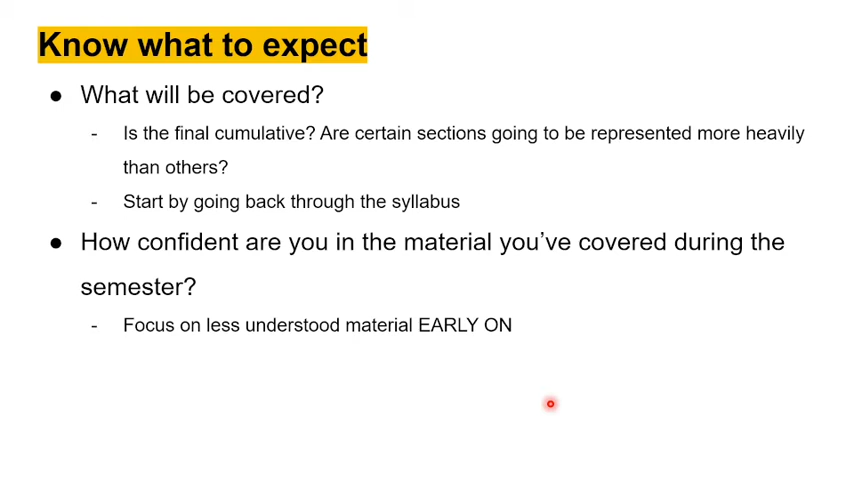 Know what to expect
● What will be covered?
- Is the final cumulative? Are certain sections going to be represented more heavily
than others?
- Start by going back through the syllabus
● How confident are you in the material you’ve covered during the
semester?
- Focus on less understood material EARLY ON